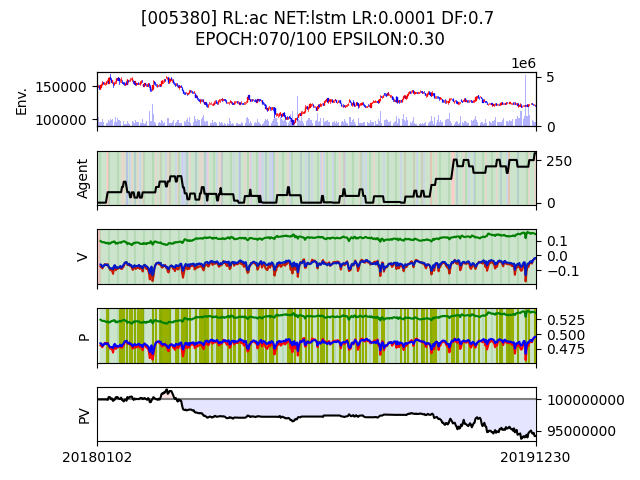 [005380] RL:ac NET:lstm LR:0.0001 DF:0.7
EPOCH:070/100 EPSILON:0.30
1e6
Env.
150000
100000
5
0
Agent
250
0
V
0.1
0.0
−0.1
P
0.525
0.500
0.475
PV
100000000
95000000
20180102
20191230